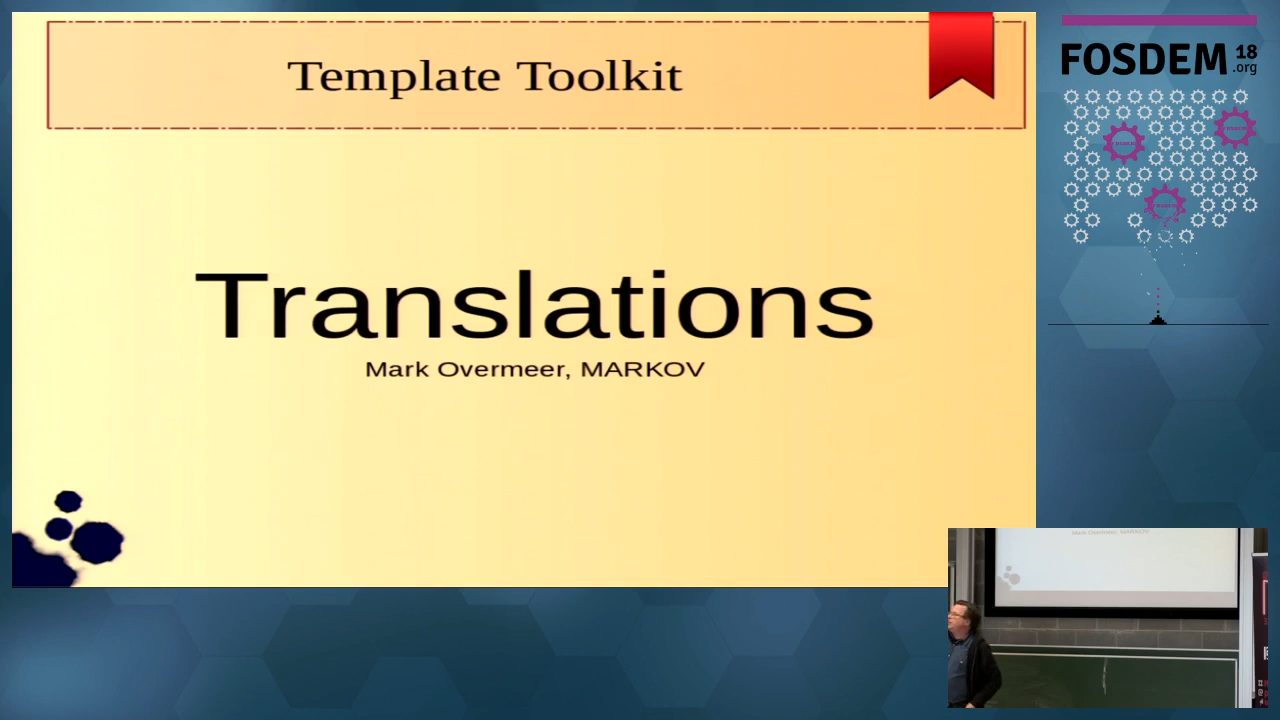 Template Toolkit
Translations
Mark Overmeer, MARKOV
FOSDEM 18
.org